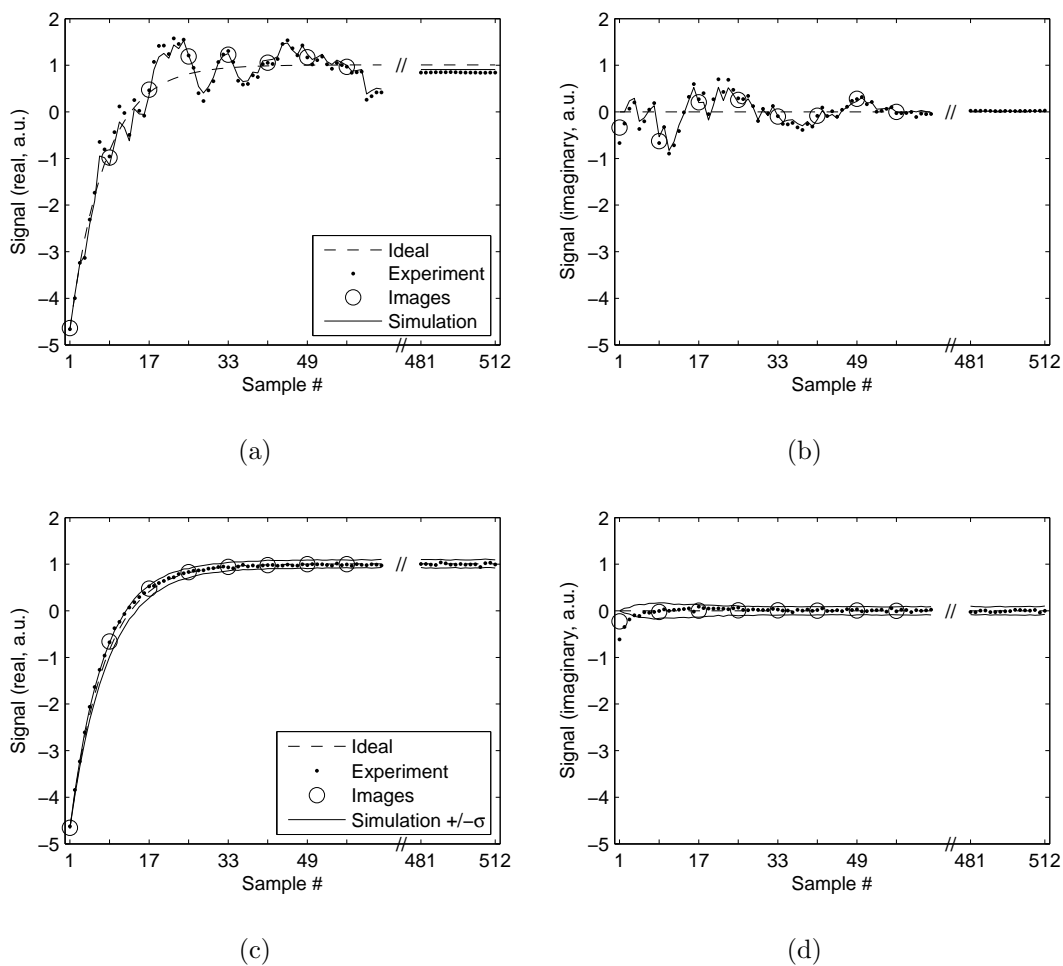 2
1
0
−1
−2
−3
−4
−5
Signal (real, a.u.)
//
//
1 17 33 49 481 512
Sample #
Ideal
Experiment
Images
Simulation
(a)
2
1
0
−1
−2
−3
−4
−5
Signal (imaginary, a.u.)
//
//
1 17 33 49 481 512
Sample #
(b)
2
1
0
−1
−2
−3
−4
−5
Signal (real, a.u.)
//
//
1 17 33 49 481 512
Sample #
Ideal
Experiment
Images
Simulation +/−σ
(c)
2
1
0
−1
−2
−3
−4
−5
Signal (imaginary, a.u.)
//
//
1 17 33 49 481 512
Sample #
(d)